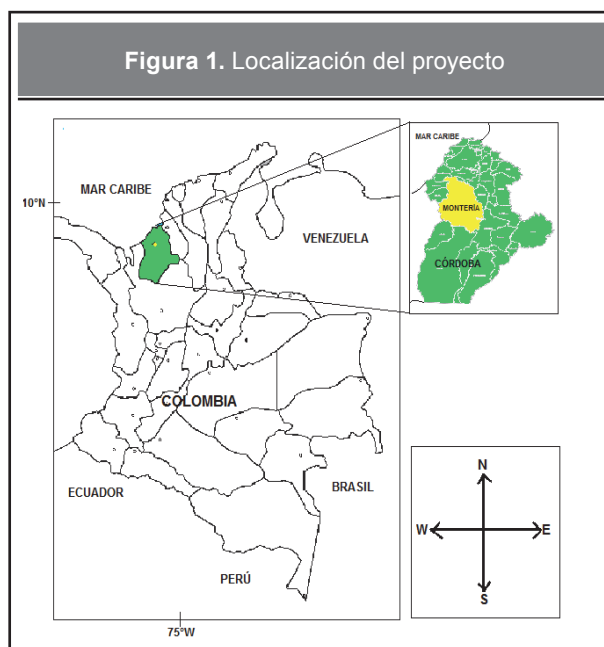 Figura 1. Localización del proyecto
MAR CARIBE
10°N
VENEZUELA
COLOMBIA
ECUADOR
BRASIL
PERÚ
75°W
MAR CARIBE
MONTERÍA
CÓRDOBA
N
W
E
S